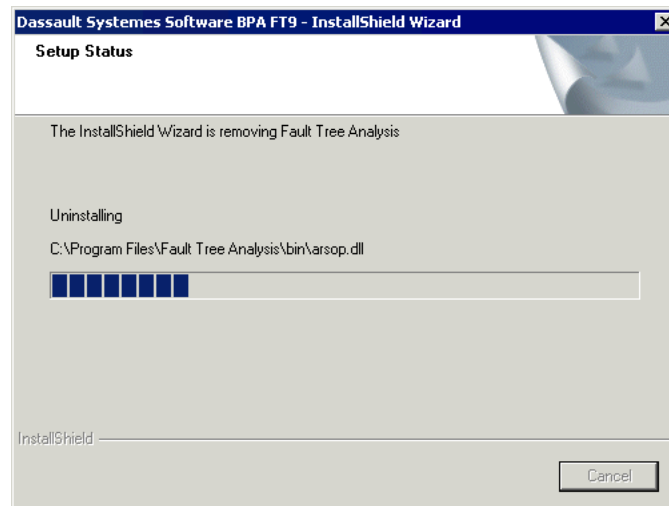 Dassault Systemes Software BPA FT9 - InstallShield Wizard
Setup Status
The InstallShield Wizard is removing Fault Tree Analysis
Uninstalling
C:\Program Files\Fault Tree Analysis\bin\arsop.dll
InstallShield
Cancel